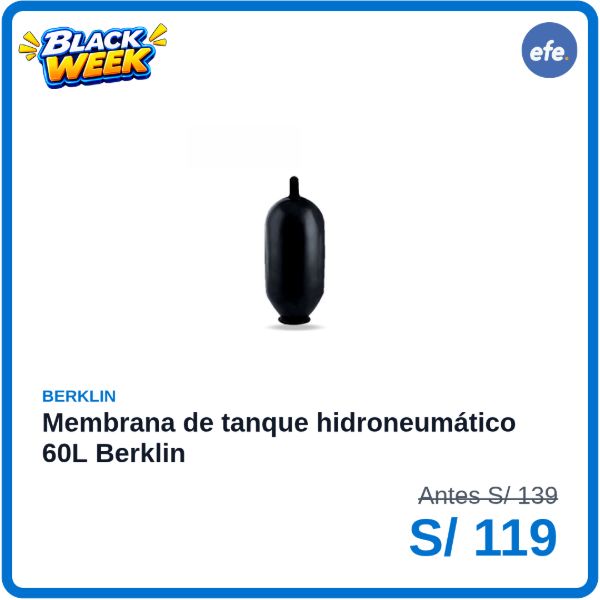 BLACK
WEEK
efe.
BERKLIN
Membrana de tanque hidroneumático
60L Berklin
Antes S/ 139
S/ 119